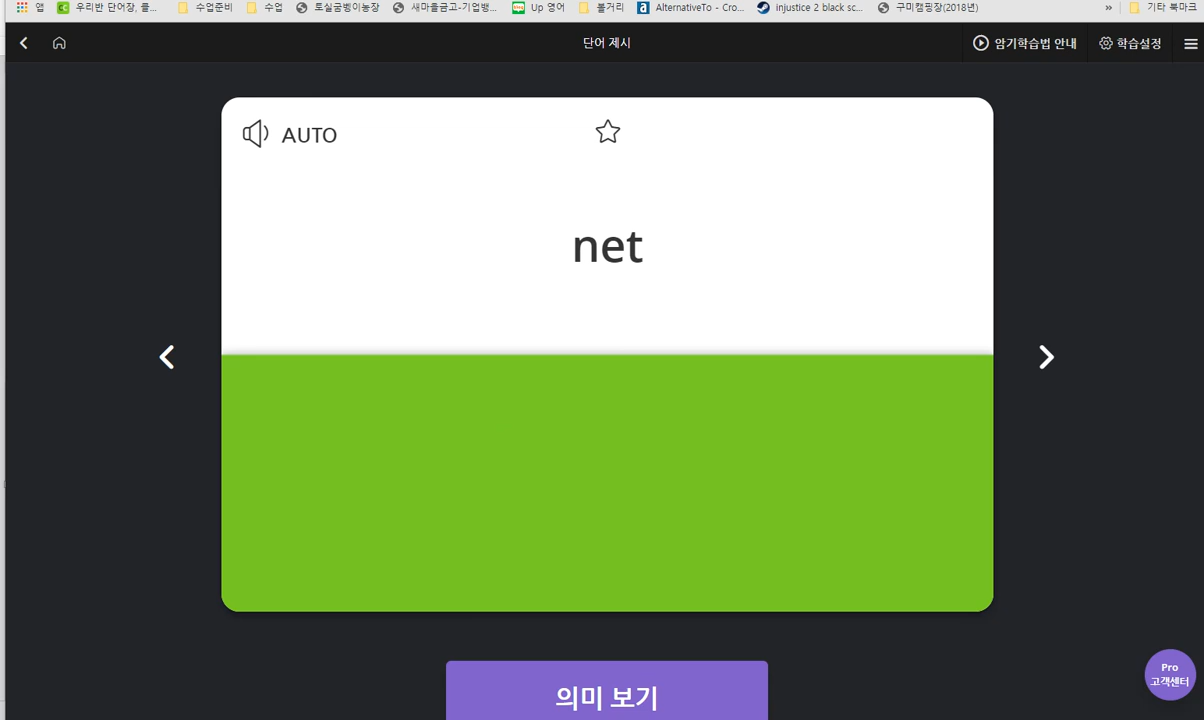 앱 우리반 단어장, 클... 수업준비 수업 토실굼벵이농장 새마을금고-기업뱅... Up 영어 볼거리 AlternativeTo - Cro... injustice 2 black sc... 구미캠핑장(2018년) » 기타 북마크
단어 제시 암기학습법 안내 학습설정
AUTO
net
의미 보기
Pro
고객센터